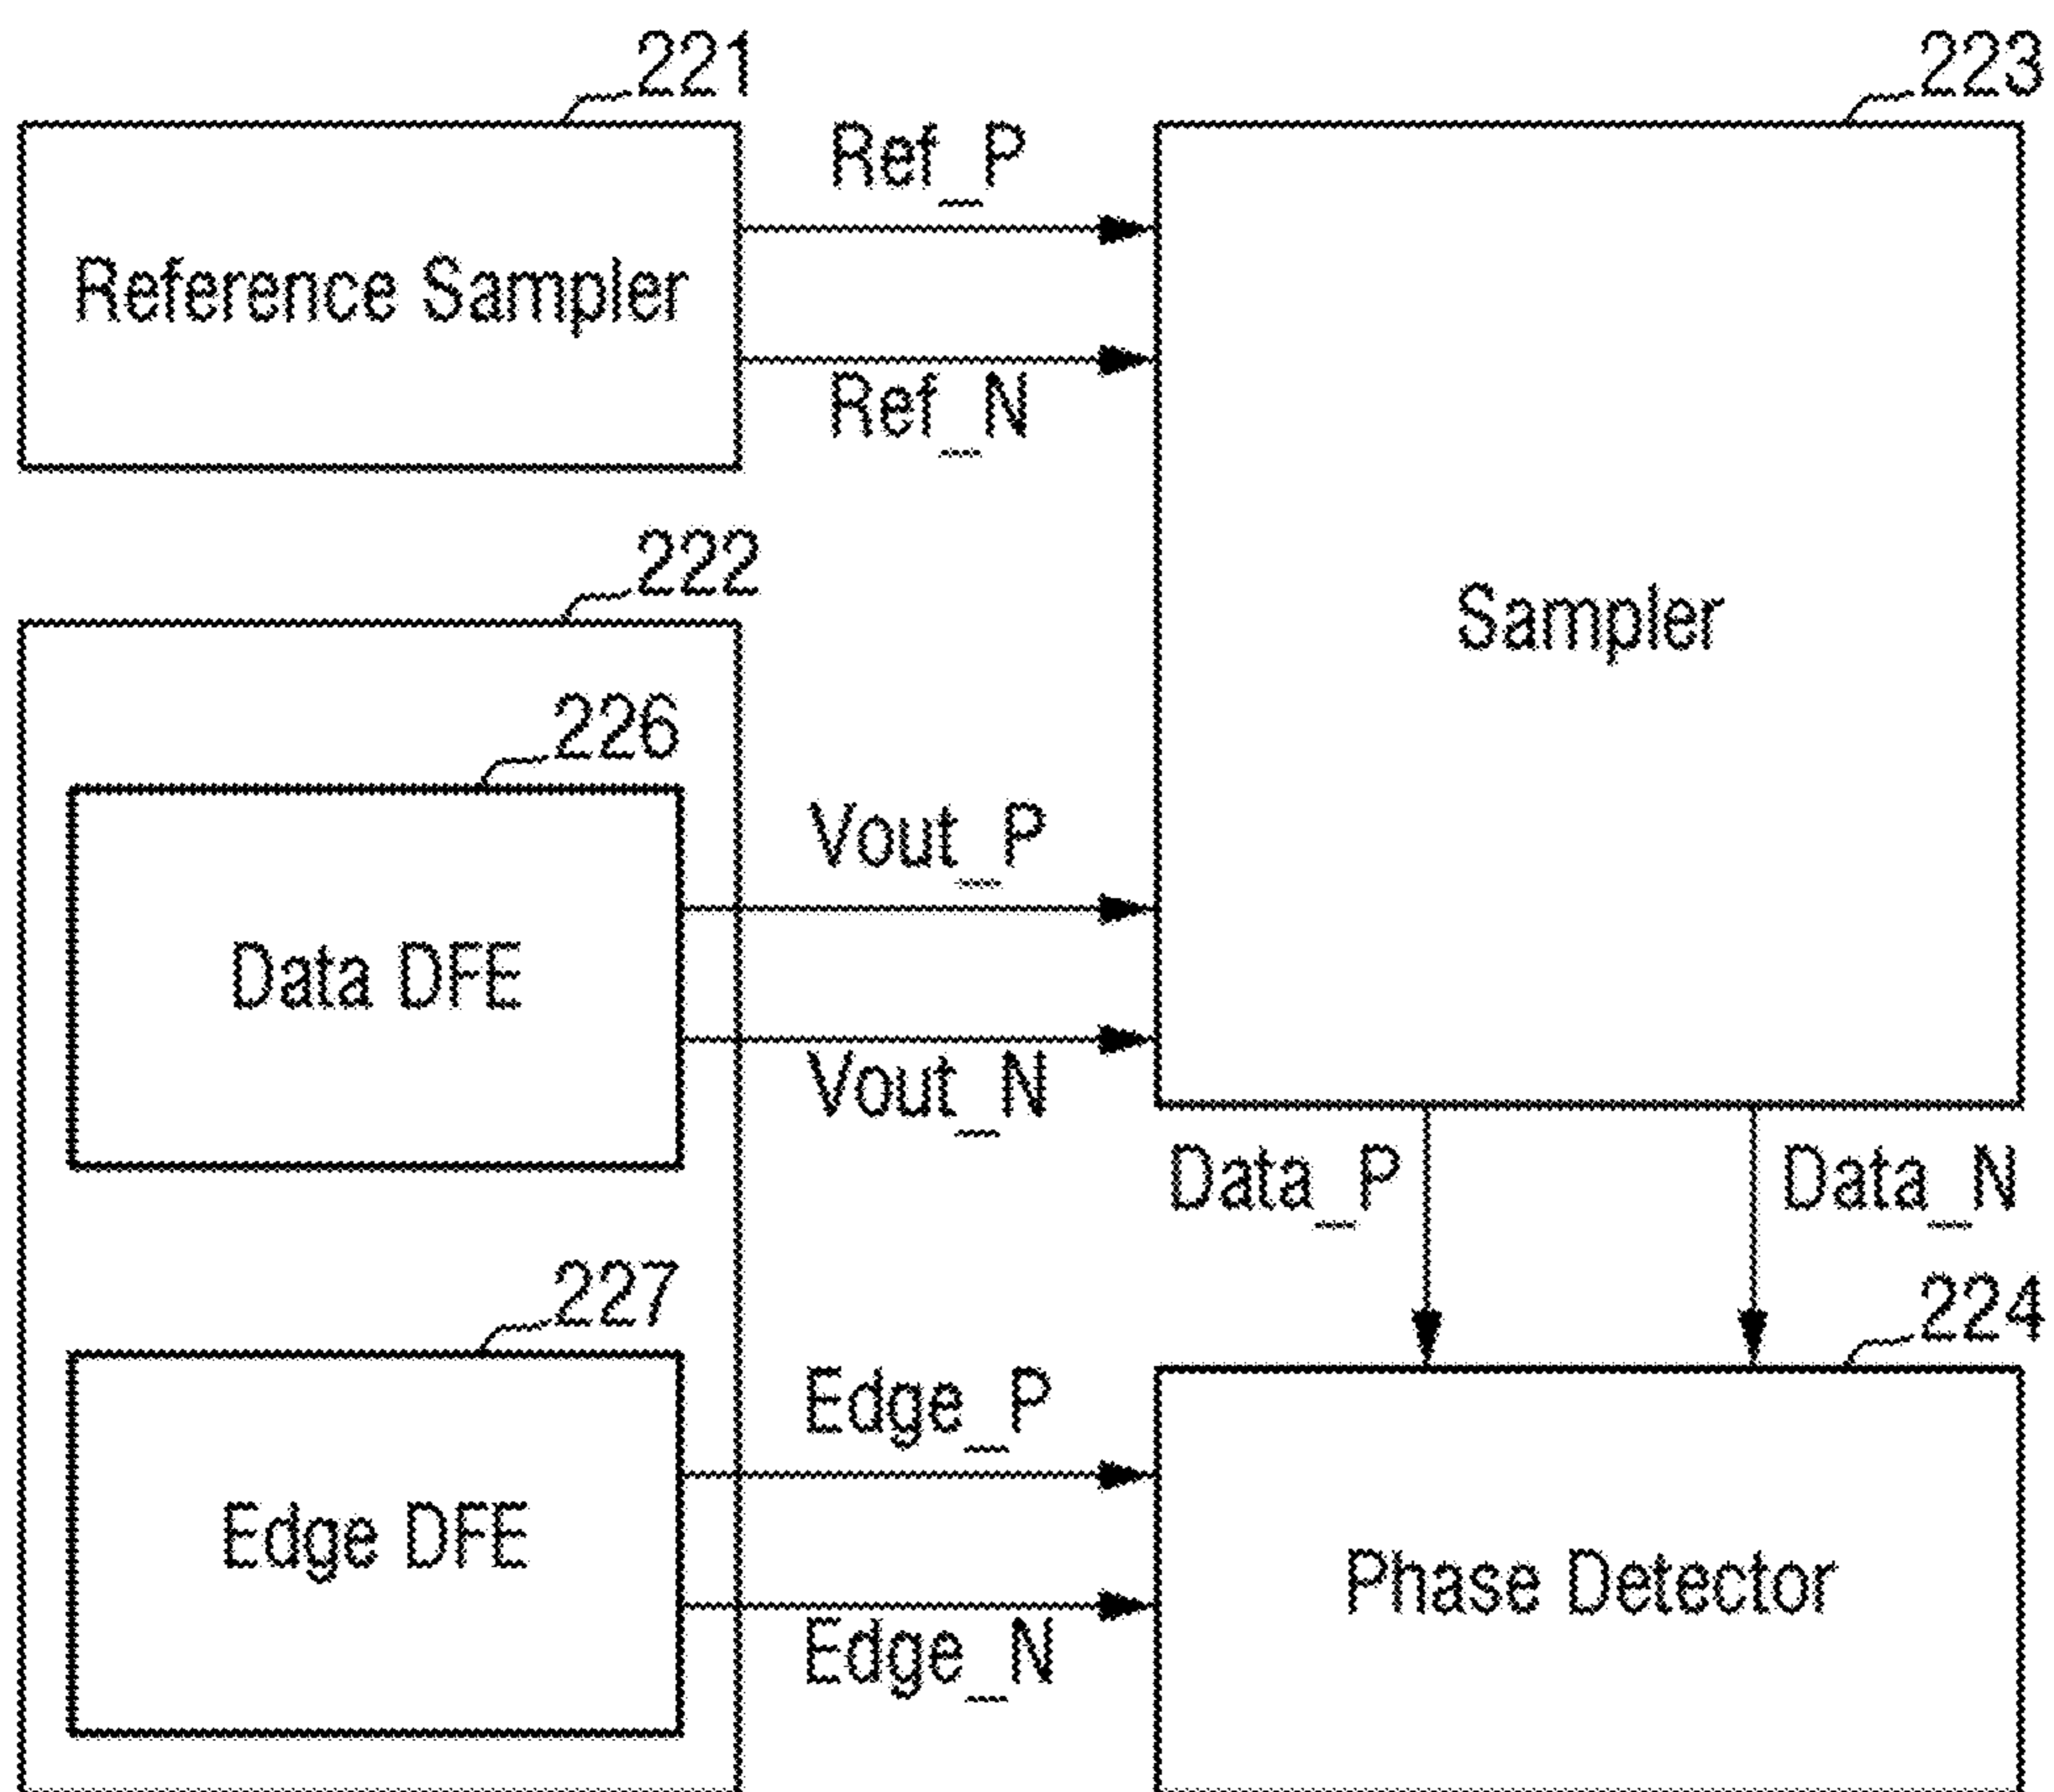 221
223
Ref_P
Reference Sampler
Ref_N
222
Sampler
226
Vout_P
Data DFE
Vout_N
Data_P
Data_N
227
224
Edge_P
Edge DFE
Phase Detector
Edge_N